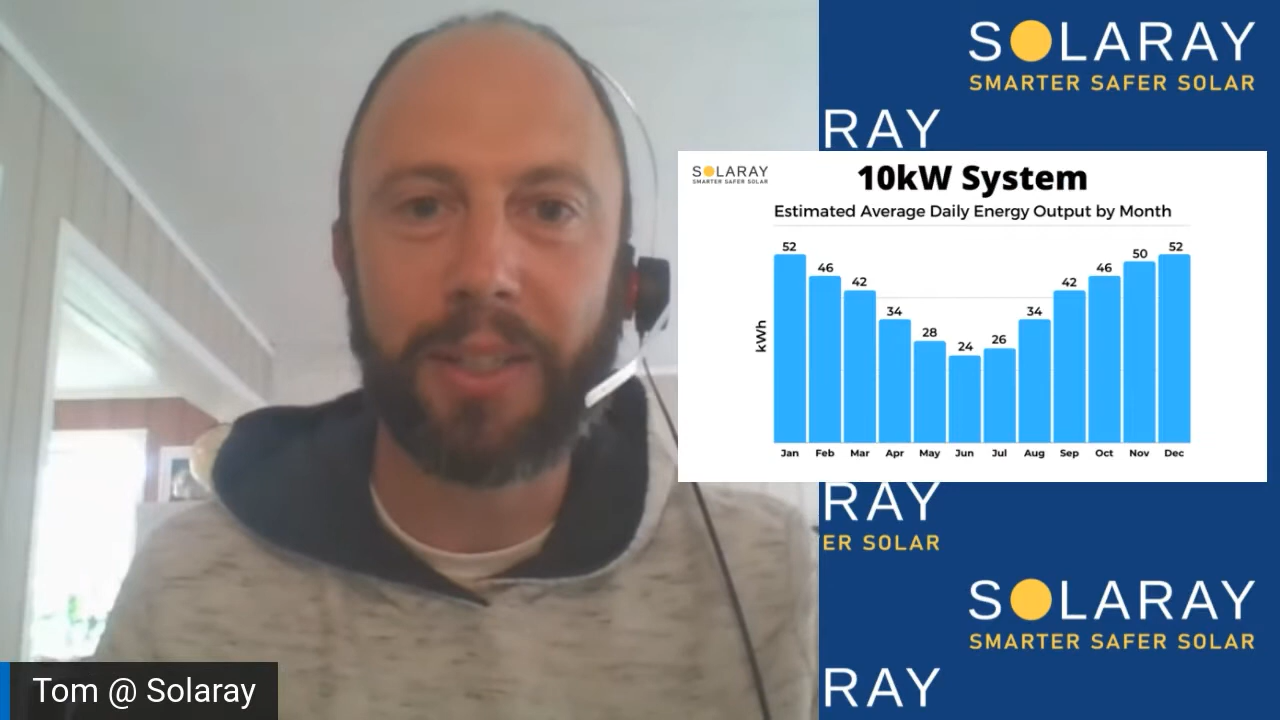 SOLARAY
SMARTER SAFER SOLAR
RAY
SOLARAY
SMARTER SAFER SOLAR
10kW System
Estimated Average Daily Energy Output by Month
kWh
52
46
42
34
28
24
26
34
42
46
50
52
Jan Feb Mar Apr May Jun Jul Aug Sep Oct Nov Dec
RAY
ER SOLAR
SOLARAY
SMARTER SAFER SOLAR
RAY
Tom @ Solaray